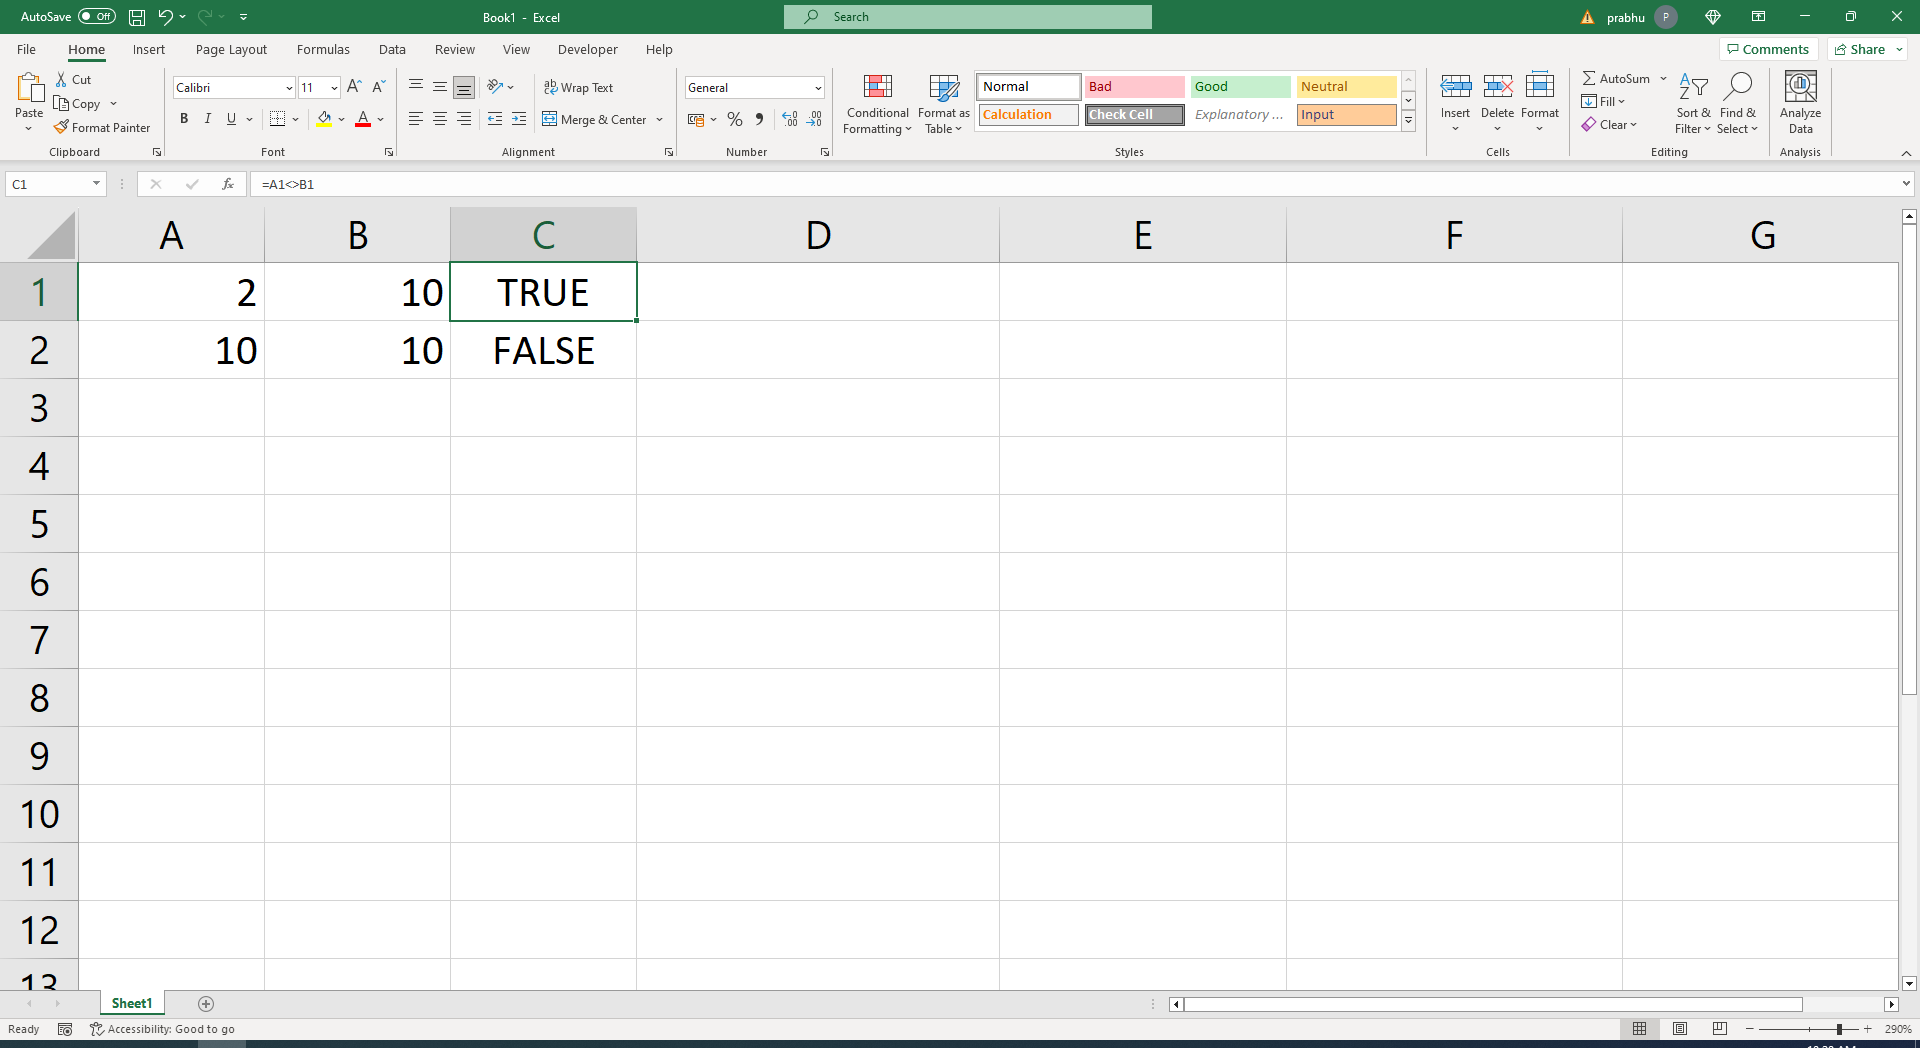 AutoSave Off Book1 - Excel Search prabhu P
File Home Insert Page Layout Formulas Data Review View Developer Help Comments Share
Paste Cut Copy Format Painter
Clipboard
Calibri 11
B I U A
Font
Wrap Text
Merge & Center
Alignment
General
Number
Conditional Formatting
Format as Table
Normal Bad Good Neutral
Calculation Check Cell Explanatory ... Input
Styles
Insert Delete Format
Cells
AutoSum
Fill
Clear
Sort & Filter
Find & Select
Editing
Analyze Data
Analysis
C1 fx =A1<>B1
A B C D E F G
1 2 10 TRUE
2 10 10 FALSE
3
4
5
6
7
8
9
10
11
12
13
Sheet1
Ready Accessibility: Good to go 290%